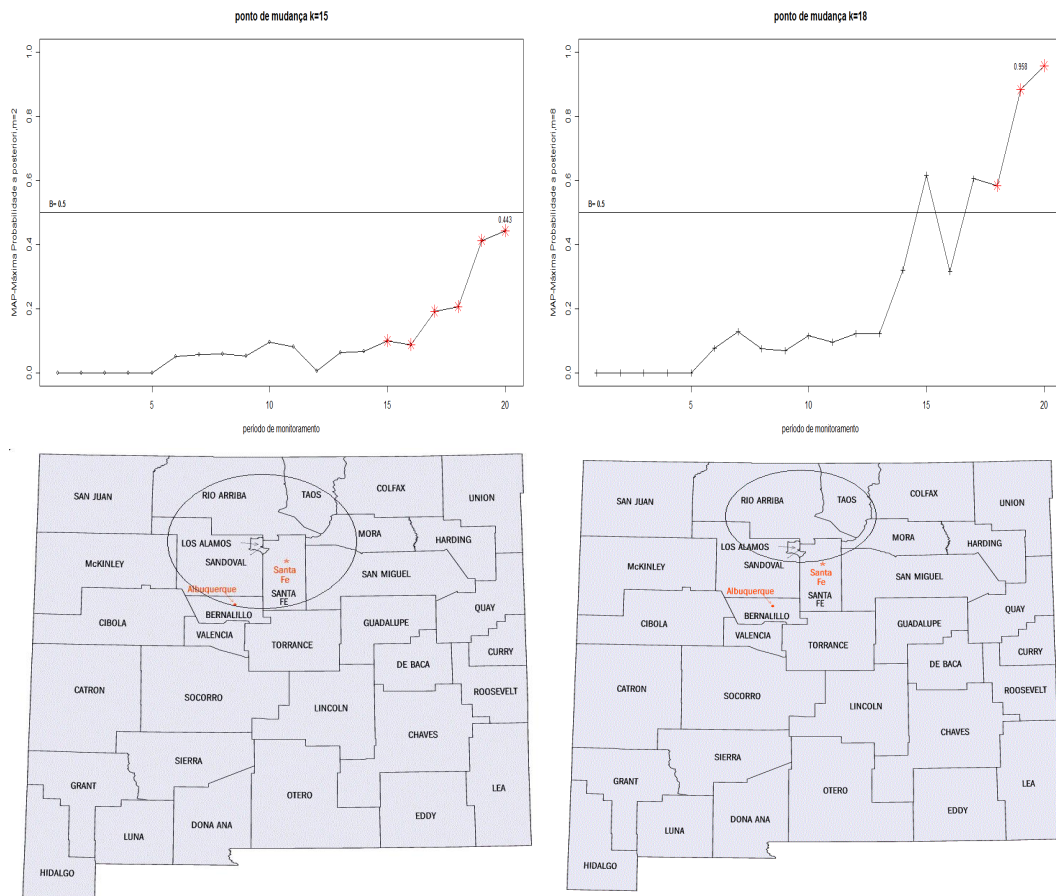 ponto de mudança k=15
MAP-Máxima Probabilidade a posteriori,m=2
1.0
0.8
0.6
0.4
0.2
0.0
B= 0.5
0.443
5
10
15
20
período de monitoramento
ponto de mudança k=18
MAP-Máxima Probabilidade a posteriori,m=8
1.0
0.8
0.6
0.4
0.2
0.0
B= 0.5
0.958
5
10
15
20
período de monitoramento
SAN JUAN
RIO ARRIBA
TAOS
COLFAX
UNION
MORA
HARDING
LOS ALAMOS
SANDOVAL
McKINLEY
Santa
Fe
SAN MIGUEL
Albuquerque
SANTA
FE
QUAY
BERNALILLO
CIBOLA
GUADALUPE
VALENCIA
TORRANCE
CURRY
DE BACA
CATRON
SOCORRO
ROOSEVELT
LINCOLN
CHAVES
SIERRA
GRANT
LEA
OTERO
EDDY
DONA ANA
LUNA
HIDALGO
SAN JUAN
RIO ARRIBA
TAOS
COLFAX
UNION
MORA
HARDING
LOS ALAMOS
SANDOVAL
McKINLEY
Santa
Fe
SAN MIGUEL
Albuquerque
SANTA
FE
QUAY
BERNALILLO
CIBOLA
GUADALUPE
VALENCIA
TORRANCE
CURRY
DE BACA
CATRON
SOCORRO
ROOSEVELT
LINCOLN
CHAVES
SIERRA
GRANT
LEA
OTERO
EDDY
DONA ANA
LUNA
HIDALGO